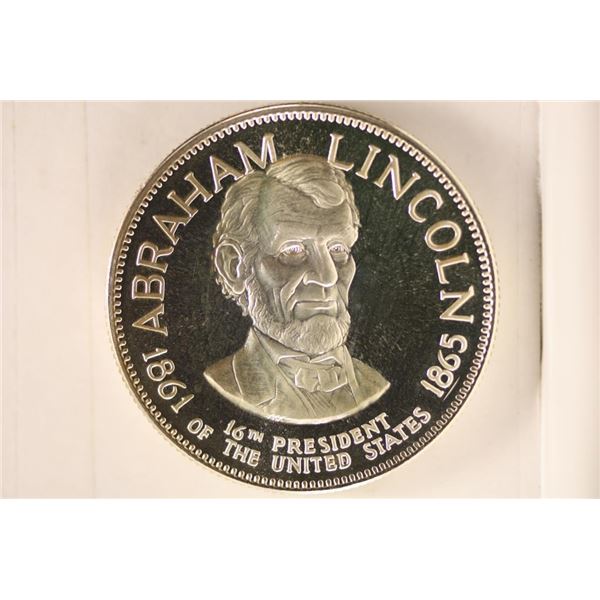 ABRAHAM LINCOLN
1861 1865
16TH PRESIDENT
OF THE UNITED STATES